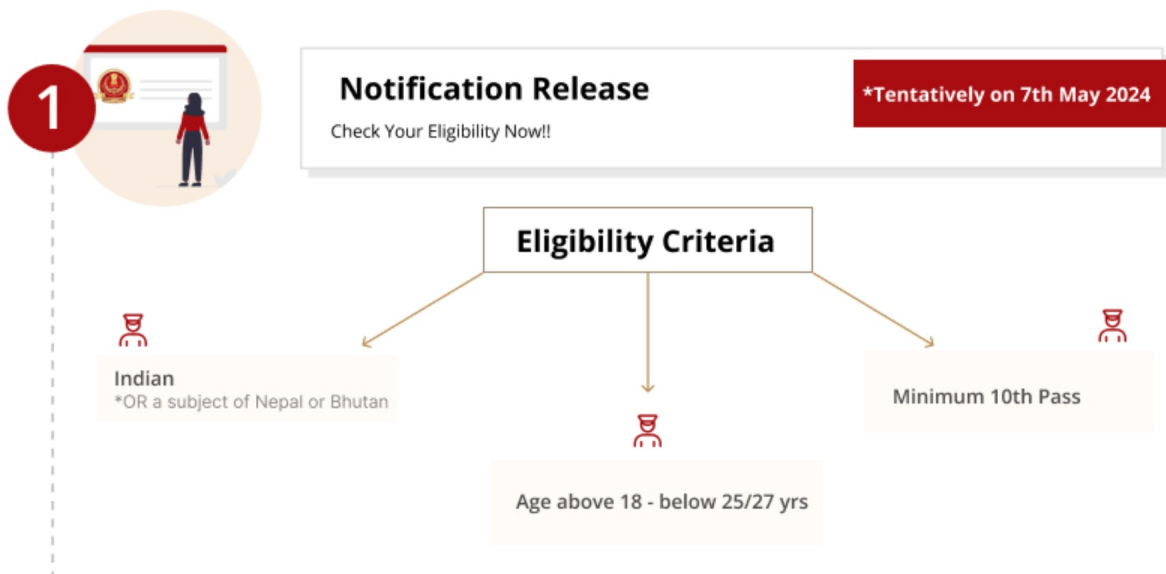 1
Notification Release
*Tentatively on 7th May 2024
Check Your Eligibility Now!!
Eligibility Criteria
Indian
*OR a subject of Nepal or Bhutan
Minimum 10th Pass
Age above 18 - below 25/27 yrs